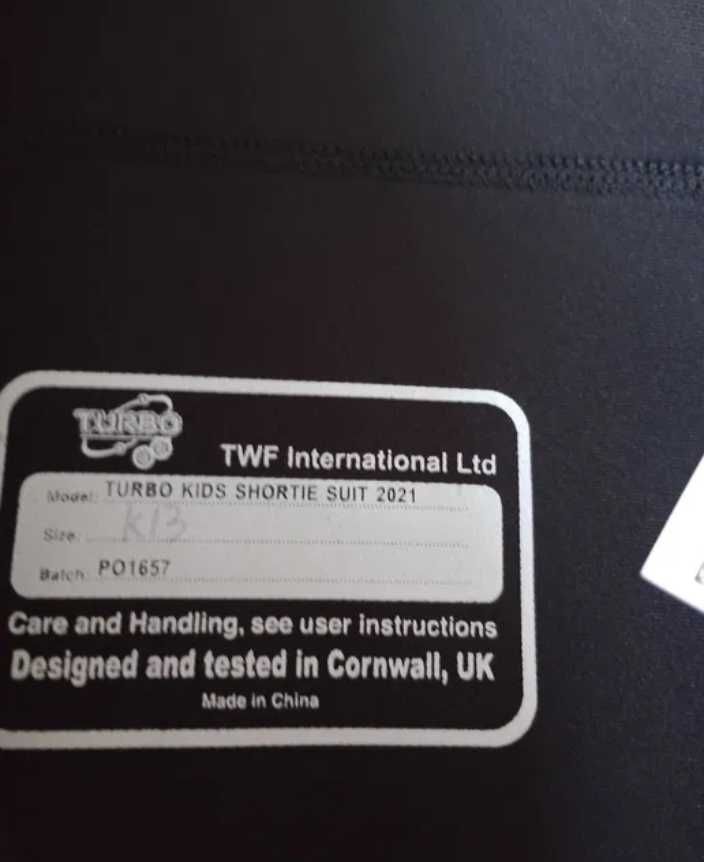 TURBO
TWF International Ltd
Model: TURBO KIDS SHORTIE SUIT 2021
Size: K13
Batch: PO1657
Care and Handling, see user instructions
Designed and tested in Cornwall, UK
Made in China